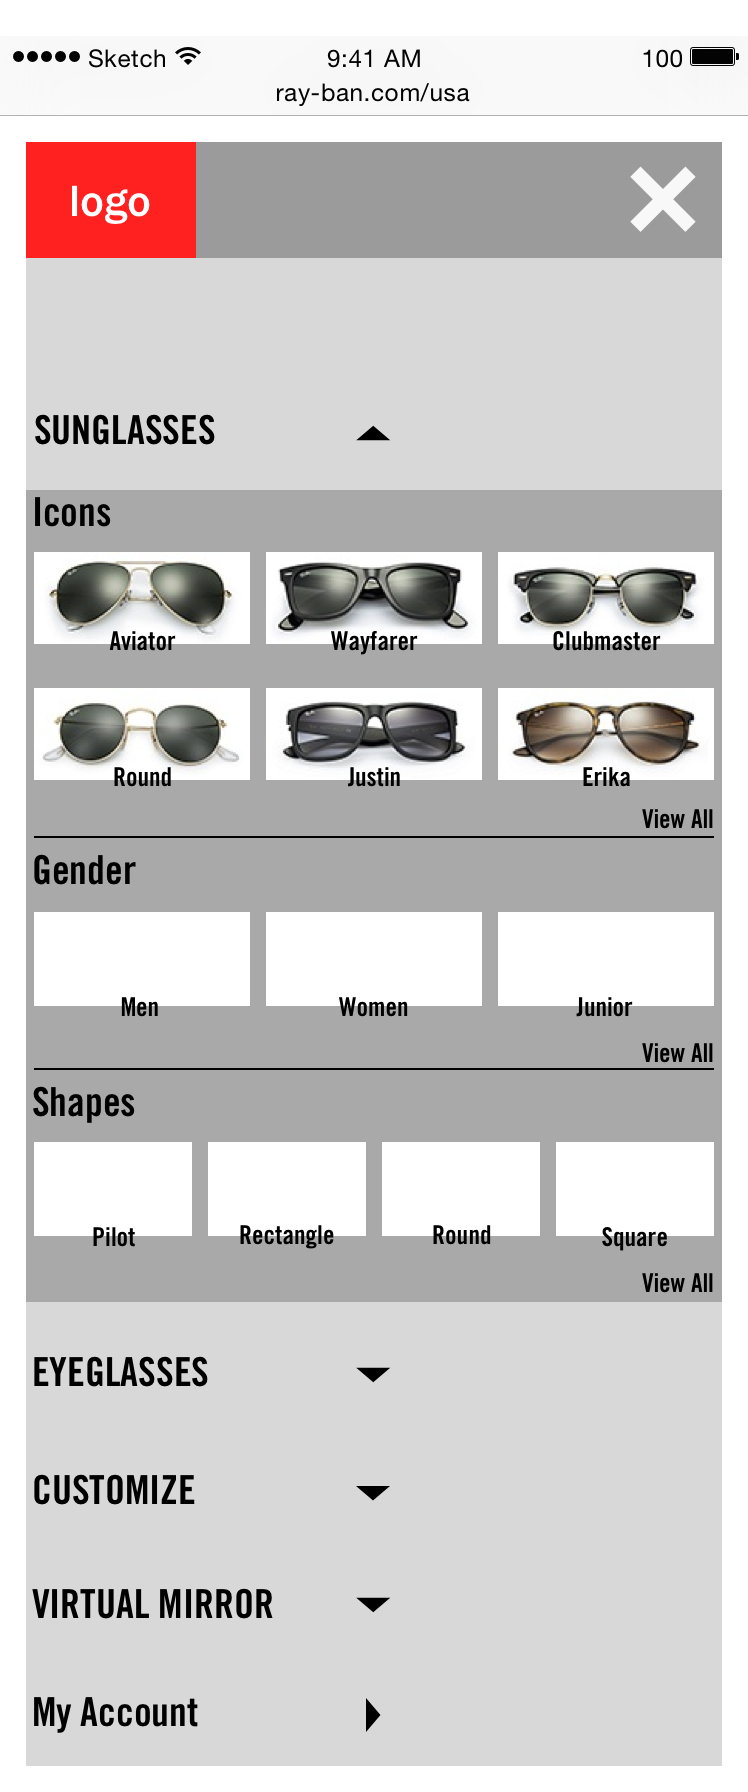 Sketch 9:41 AM 100
ray-ban.com/usa
logo
SUNGLASSES
Icons
Aviator Wayfarer Clubmaster
Round Justin Erika
View All
Gender
Men Women Junior
View All
Shapes
Pilot Rectangle Round Square
View All
EYEGLASSES
CUSTOMIZE
VIRTUAL MIRROR
My Account